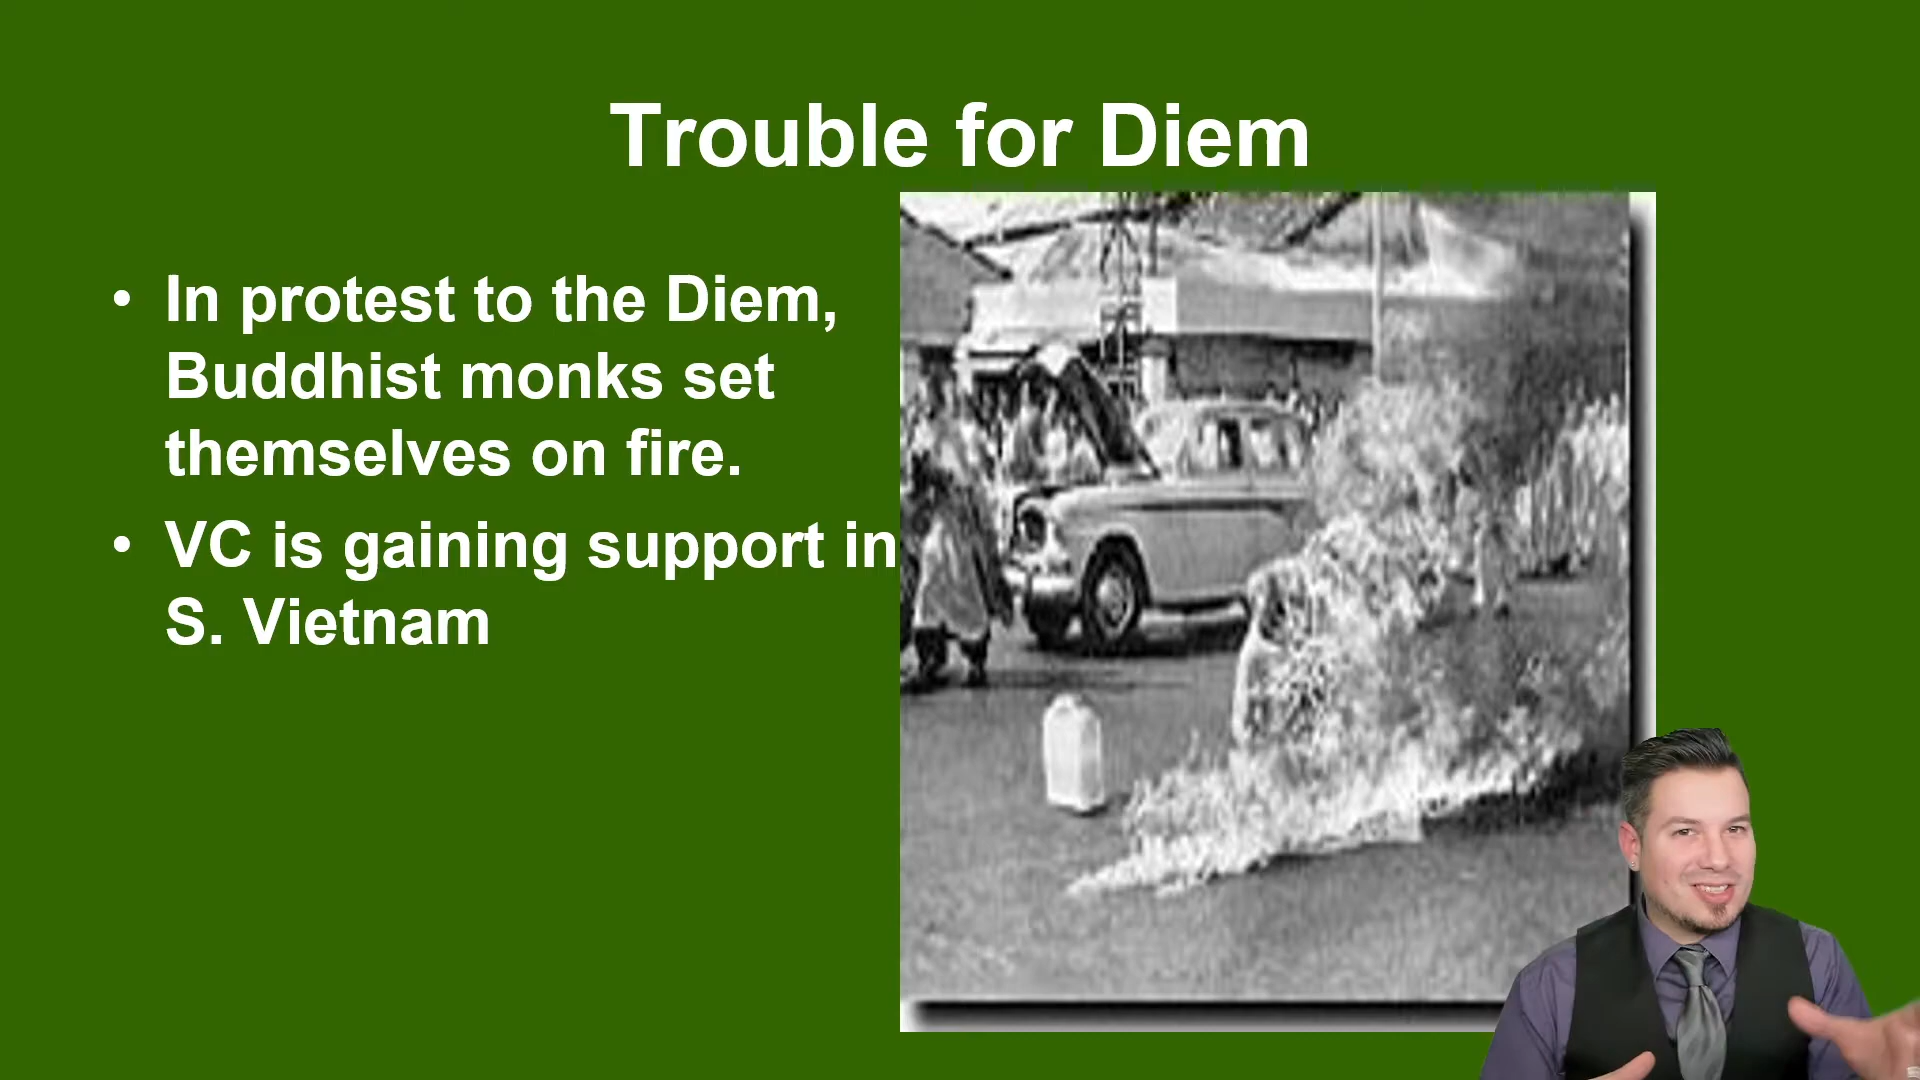 Trouble for Diem
• In protest to the Diem,
Buddhist monks set
themselves on fire.
• VC is gaining support in
S. Vietnam